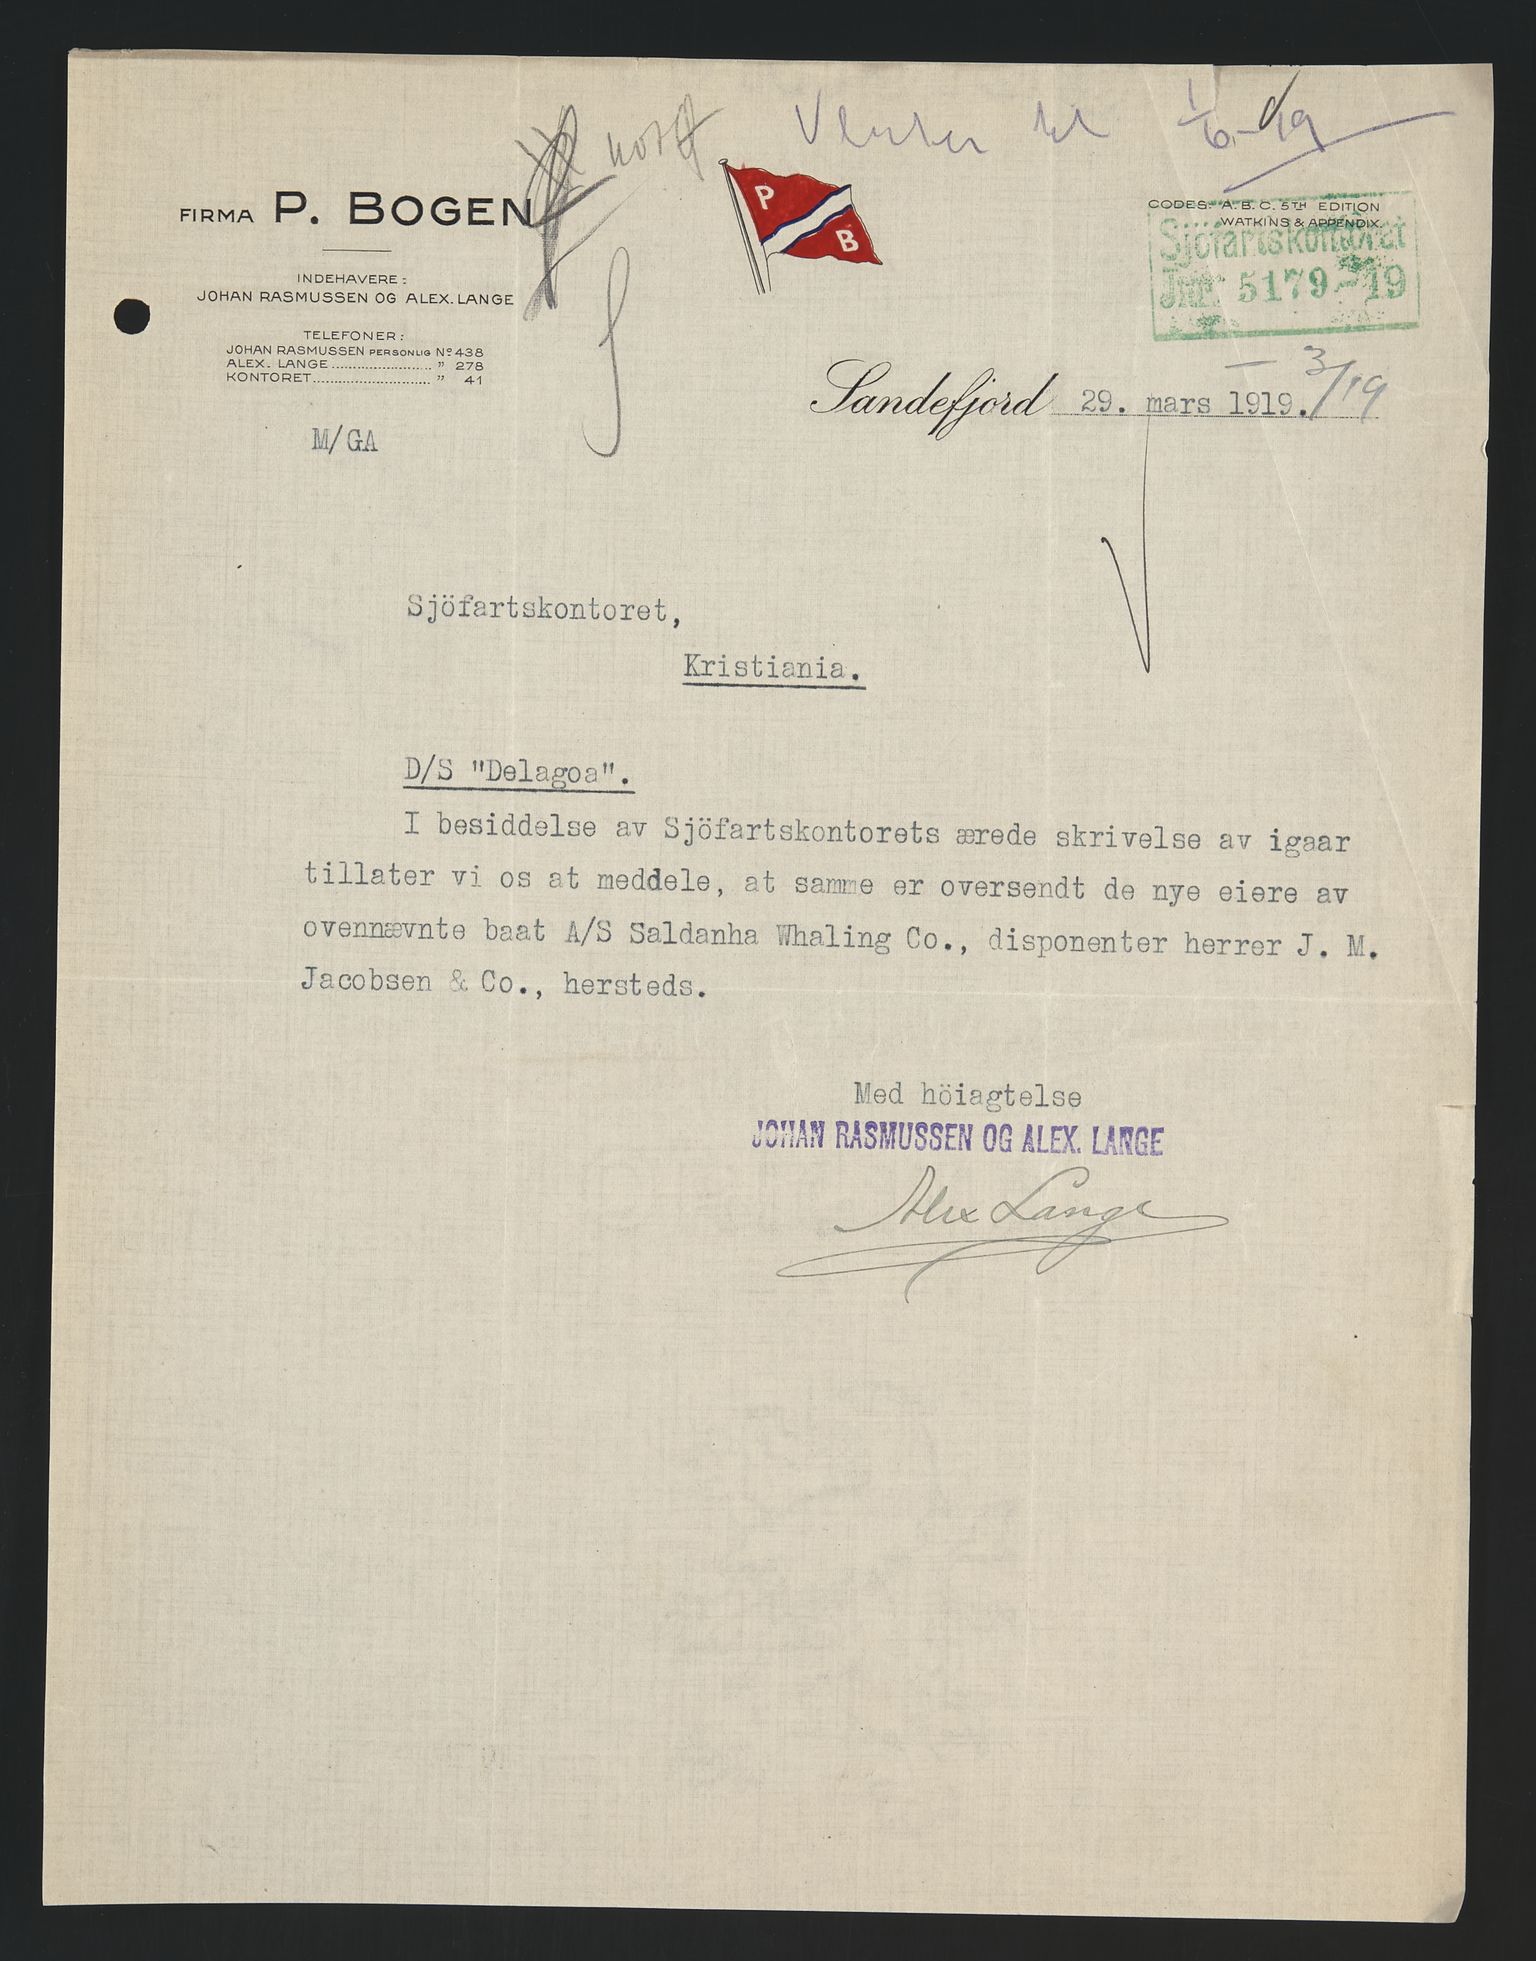 Venter til 1/6-19
FIRMA P. BOGEN
P
B
CODES:- A.B.C. 5TH EDITION
WATKINS & APPENDIX.
Sjöfartskontoret
Jnr. 5179-19
INDEHAVERE:
JOHAN RASMUSSEN OG ALEX. LANGE
TELEFONER:
JOHAN RASMUSSEN PERSONLIG Nº 438
ALEX. LANGE ........................ " 278
KONTORET............................ " 41
Sandefjord 29. mars 1919.
M/GA
Sjöfartskontoret,
Kristiania.
D/S "Delagoa".
I besiddelse av Sjöfartskontorets ærede skrivelse av igaar
tillater vi os at meddele, at samme er oversendt de nye eiere av
ovennævnte baat A/S Saldanha Whaling Co., disponenter herrer J. M.
Jacobsen & Co., hersteds.
Med höiagtelse
JOHAN RASMUSSEN OG ALEX. LANGE
Alex Lange